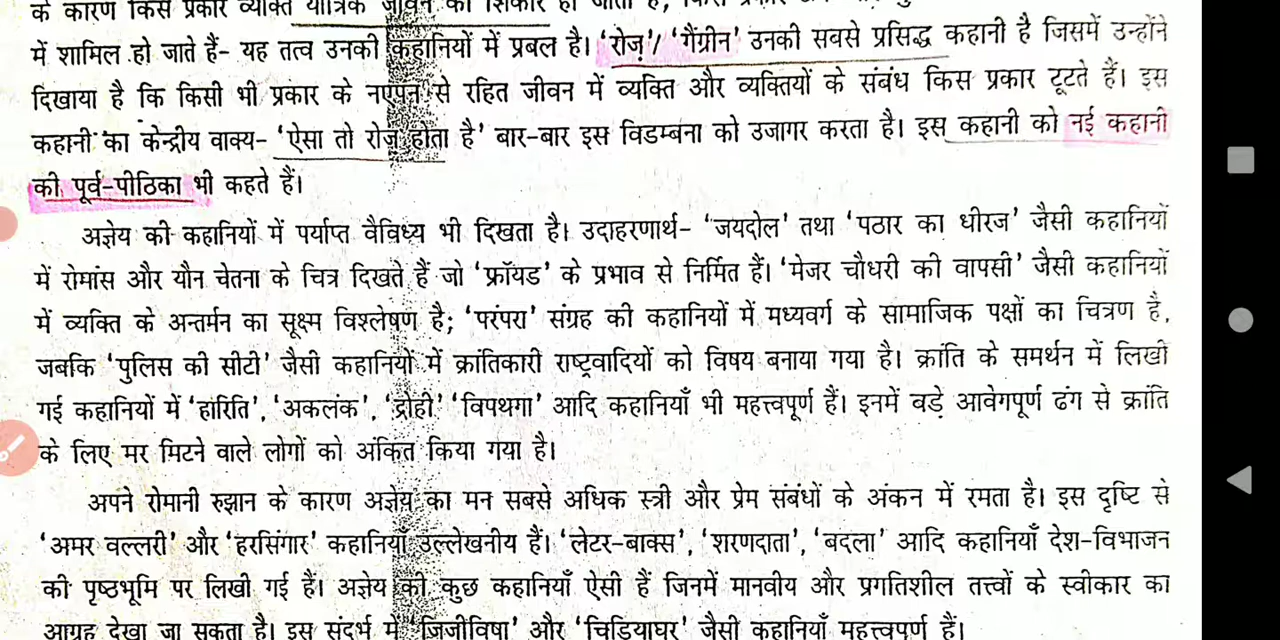 के कारण किस प्रकार व्यक्ति यांत्रिक जीवन का शिकार हो जाता है,
में शामिल हो जाते हैं- यह तत्व उनकी कहानियों में प्रबल है। 'रोज़'/ 'गैंग्रीन' उनकी सबसे प्रसिद्ध कहानी है जिसमें उन्होंने
दिखाया है कि किसी भी प्रकार के नएपन से रहित जीवन में व्यक्ति और व्यक्तियों के संबंध किस प्रकार टूटते हैं। इस
कहानी का केन्द्रीय वाक्य- 'ऐसा तो रोज़ होता है' बार-बार इस विडम्बना को उजागर करता है। इस कहानी को नई कहानी
की पूर्व-पीठिका भी कहते हैं।
अज्ञेय की कहानियों में पर्याप्त वैविध्य भी दिखता है। उदाहरणार्थ- 'जयदोल' तथा 'पठार का धीरज' जैसी कहानियों
में रोमांस और यौन चेतना के चित्र दिखते हैं जो 'फ्रॉयड' के प्रभाव से निर्मित हैं। 'मेजर चौधरी की वापसी' जैसी कहानियों
में व्यक्ति के अन्तर्मन का सूक्ष्म विश्लेषण है; 'परंपरा' संग्रह की कहानियों में मध्यवर्ग के सामाजिक पक्षों का चित्रण है,
जबकि 'पुलिस की सीटी' जैसी कहानियों में क्रांतिकारी राष्ट्रवादियों को विषय बनाया गया है। क्रांति के समर्थन में लिखी
गई कहानियों में 'हारिति', 'अकलंक', 'द्रोही' 'विपथगा' आदि कहानियाँ भी महत्त्वपूर्ण हैं। इनमें बड़े आवेगपूर्ण ढंग से क्रांति
के लिए मर मिटने वाले लोगों को अंकित किया गया है।
अपने रोमानी रुझान के कारण अज्ञेय का मन सबसे अधिक स्त्री और प्रेम संबंधों के अंकन में रमता है। इस दृष्टि से
'अमर वल्लरी' और 'हरसिंगार' कहानियाँ उल्लेखनीय हैं। 'लेटर-बाक्स', 'शरणदाता', 'बदला' आदि कहानियाँ देश-विभाजन
की पृष्ठभूमि पर लिखी गई हैं। अज्ञेय की कुछ कहानियाँ ऐसी हैं जिनमें मानवीय और प्रगतिशील तत्त्वों के स्वीकार का
आग्रह देखा जा सकता है। इस संदर्भ में 'जिजीविषा' और 'चिड़ियाघर' जैसी कहानियाँ महत्त्वपूर्ण हैं।